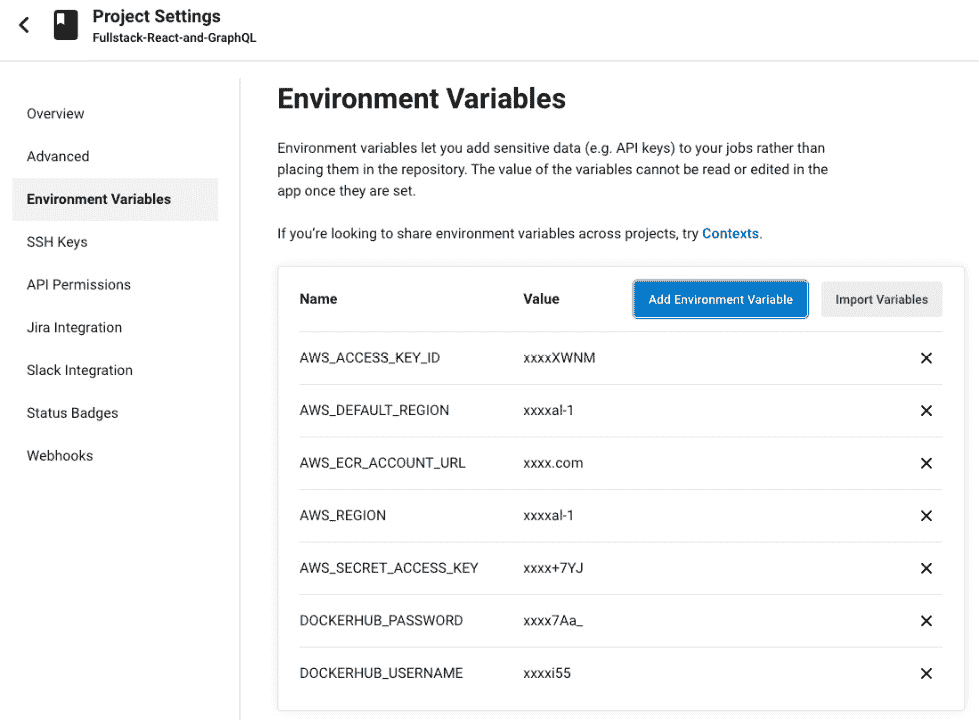 Project Settings
Fullstack-React-and-GraphQL
Overview
Advanced
Environment Variables
SSH Keys
API Permissions
Jira Integration
Slack Integration
Status Badges
Webhooks
Environment Variables
Environment variables let you add sensitive data (e.g. API keys) to your jobs rather than
placing them in the repository. The value of the variables cannot be read or edited in the
app once they are set.
If you're looking to share environment variables across projects, try Contexts.
Name Value Add Environment Variable Import Variables
AWS_ACCESS_KEY_ID xxxxXWNM
AWS_DEFAULT_REGION xxxxal-1
AWS_ECR_ACCOUNT_URL xxxx.com
AWS_REGION xxxxal-1
AWS_SECRET_ACCESS_KEY xxxx+7YJ
DOCKERHUB_PASSWORD xxxx7Aa_
DOCKERHUB_USERNAME xxxxi55